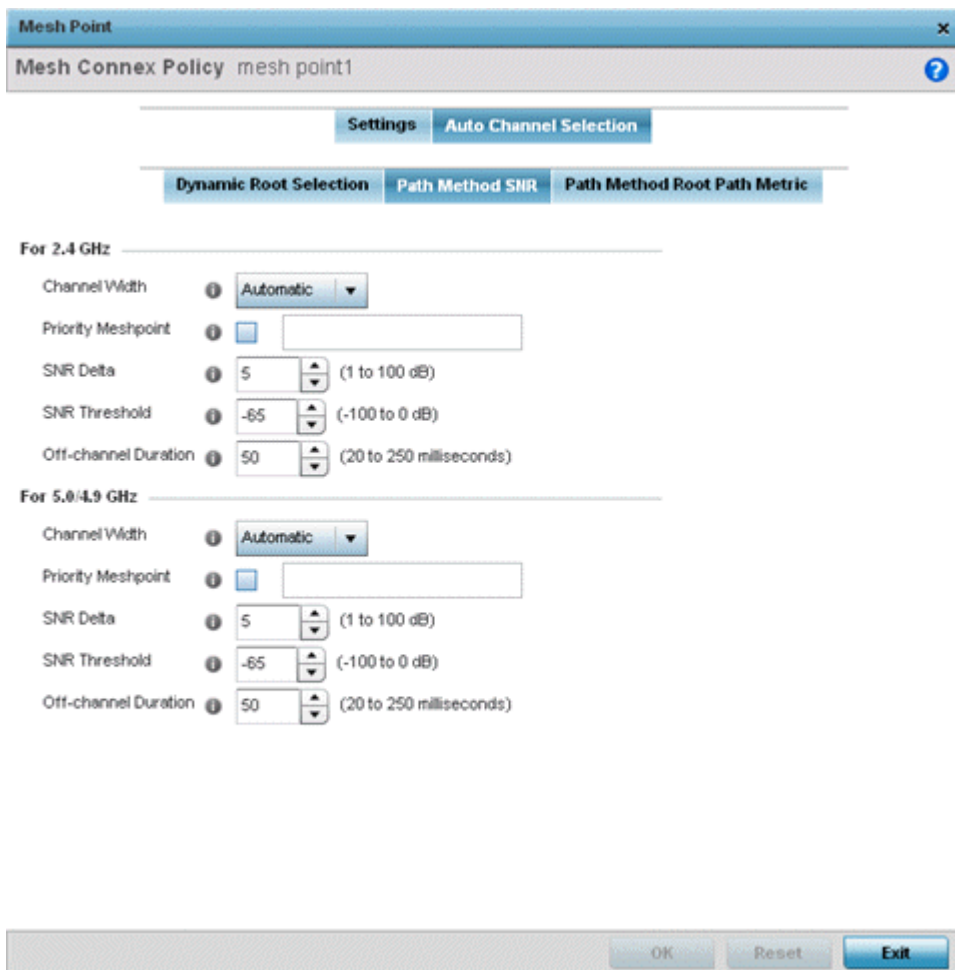 Mesh Point
Mesh Connex Policy mesh point1
Settings Auto Channel Selection
Dynamic Root Selection Path Method SNR Path Method Root Path Metric
For 2.4 GHz
Channel Width Automatic
Priority Meshpoint
SNR Delta 5 (1 to 100 dB)
SNR Threshold -65 (-100 to 0 dB)
Off-channel Duration 50 (20 to 250 milliseconds)
For 5.0/4.9 GHz
Channel Width Automatic
Priority Meshpoint
SNR Delta 5 (1 to 100 dB)
SNR Threshold -65 (-100 to 0 dB)
Off-channel Duration 50 (20 to 250 milliseconds)
OK Reset Exit